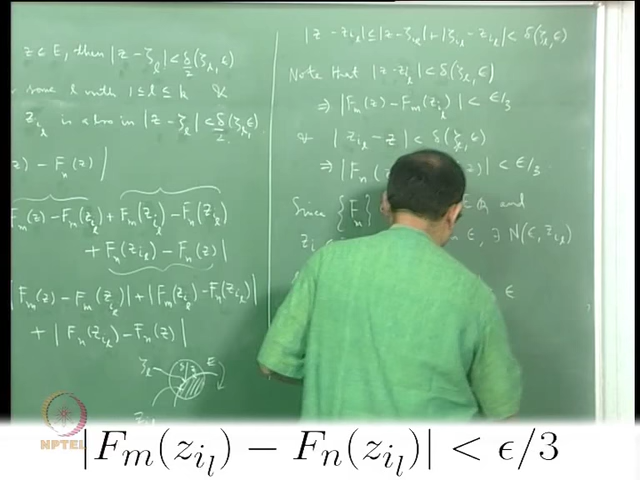 z ∈ E, then |z − ζ_l| < δ/2 (ζ_l, ϵ)
some l with 1 ≤ l ≤ k &
z_{i_l} is also in |z − ζ_l| < δ/2 (ζ_l, ϵ)
(z) − F_n(z)|
F_m(z) − F_m(z_{i_l}) + F_m(z_{i_l}) − F_n(z_{i_l})
+ F_n(z_{i_l}) − F_n(z)|
|F_m(z) − F_m(z_{i_l})| + |F_m(z_{i_l}) − F_n(z_{i_l})|
+ |F_n(z_{i_l}) − F_n(z)|
ζ_l
E
|z − z_{i_l}| ≤ |z − ζ_l| + |ζ_l − z_{i_l}| < δ(ζ_l, ϵ)
Note that |z − z_{i_l}| < δ(ζ_l, ϵ)
⇒ |F_m(z) − F_m(z_{i_l})| < ϵ/3
& |z_{i_l} − z| < δ(ζ_l, ϵ)
⇒ |F_n(z)| < ϵ/3
Since {F_n} and
ϵ, ∃ N(ϵ, z_{i_l})
ϵ
NPTEL
|F_m(z_{i_l}) − F_n(z_{i_l})| < ϵ/3